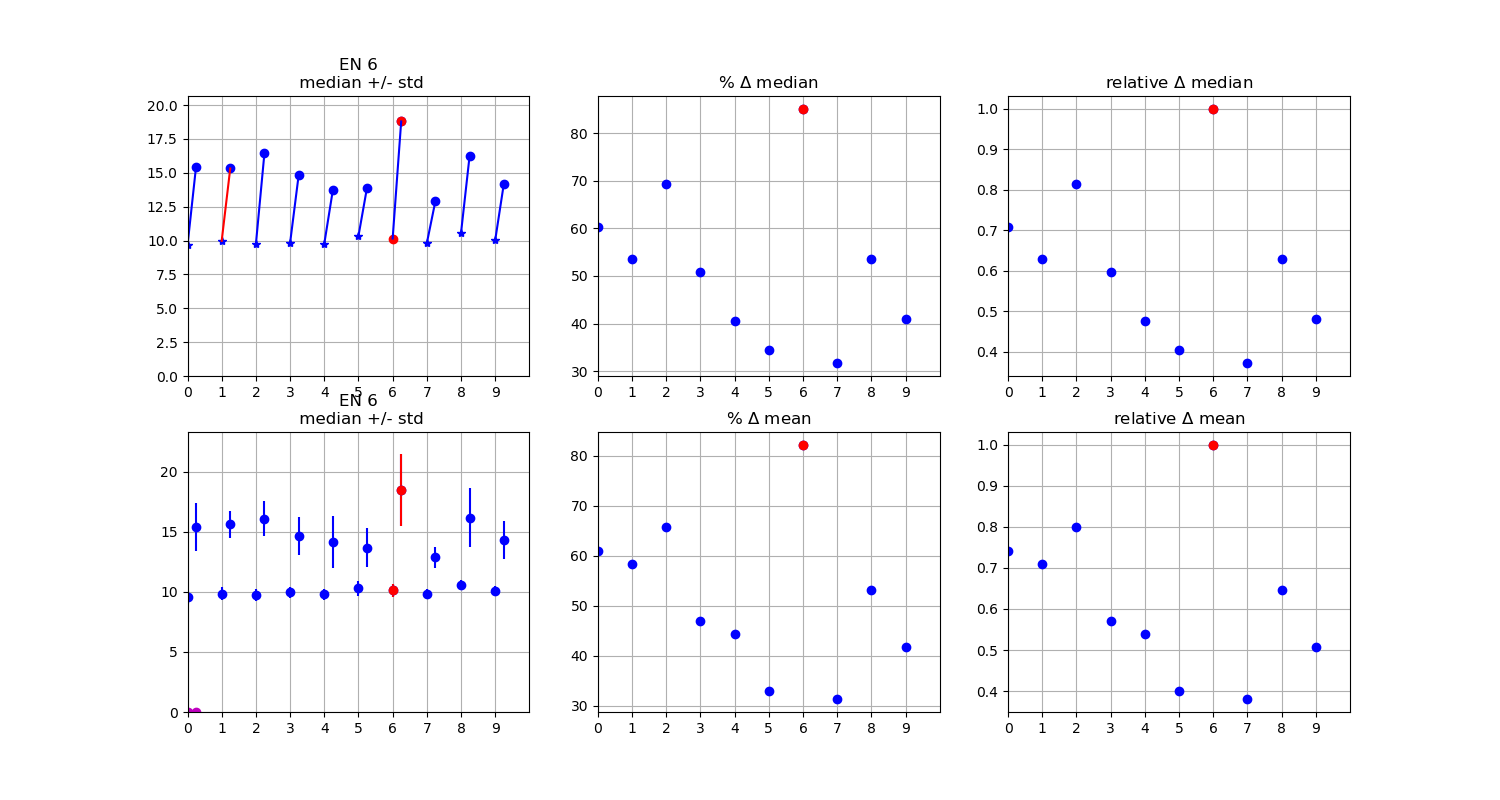 EN 6
median +/- std
% Δ median
relative Δ median
20.0
17.5
15.0
12.5
10.0
7.5
5.0
2.5
0.0
0 1 2 3 4 5 6 7 8 9
80
70
60
50
40
30
0 1 2 3 4 5 6 7 8 9
1.0
0.9
0.8
0.7
0.6
0.5
0.4
0 1 2 3 4 5 6 7 8 9
EN 6
median +/- std
% Δ mean
relative Δ mean
20
15
10
5
0
0 1 2 3 4 5 6 7 8 9
80
70
60
50
40
30
0 1 2 3 4 5 6 7 8 9
1.0
0.9
0.8
0.7
0.6
0.5
0.4
0 1 2 3 4 5 6 7 8 9